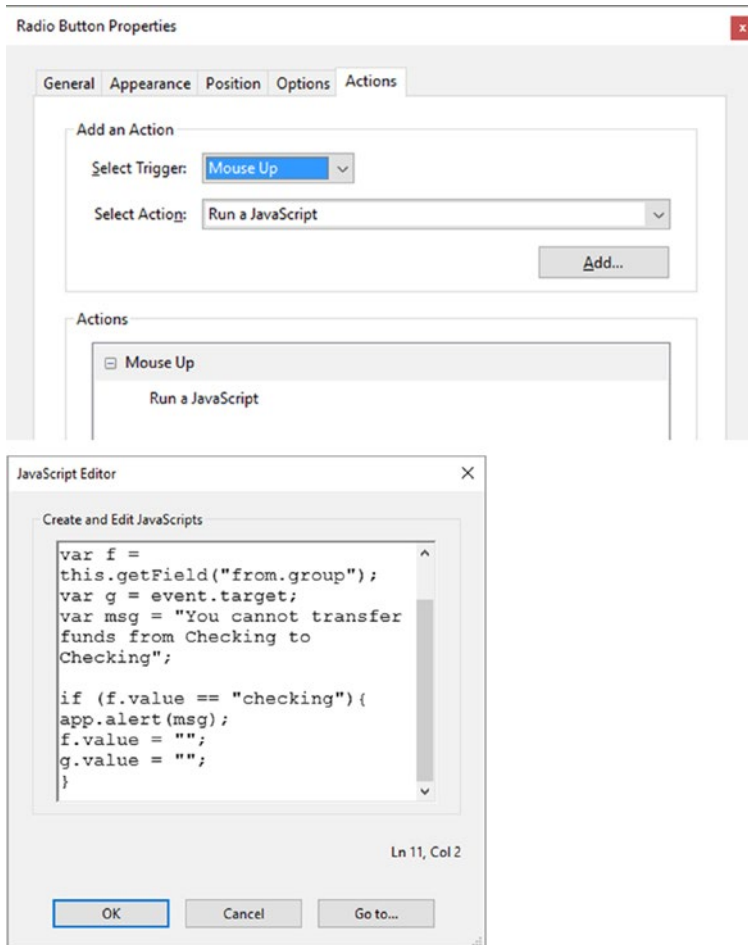 Radio Button Properties
x
General Appearance Position Options Actions
Add an Action
Select Trigger: Mouse Up
Select Action: Run a JavaScript
Add...
Actions
Mouse Up
Run a JavaScript
JavaScript Editor
Create and Edit JavaScripts
var f =
this.getField("from.group");
var g = event.target;
var msg = "You cannot transfer
funds from Checking to
Checking";
if (f.value == "checking"){
app.alert(msg);
f.value = "";
g.value = "";
}
Ln 11, Col 2
OK Cancel Go to...